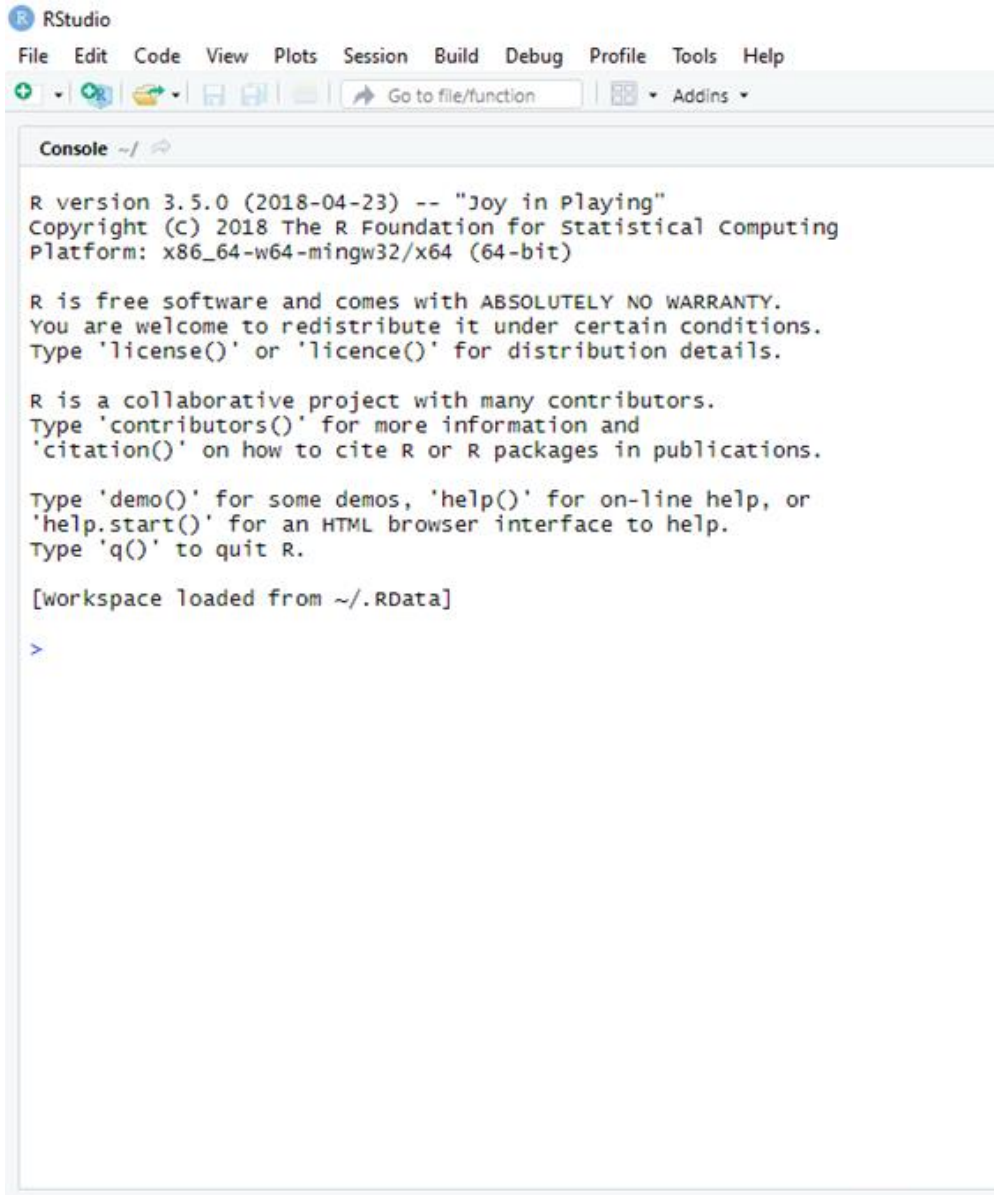 RStudio
File Edit Code View Plots Session Build Debug Profile Tools Help
Go to file/function Addins
Console ~/
R version 3.5.0 (2018-04-23) -- "Joy in Playing"
Copyright (C) 2018 The R Foundation for Statistical Computing
Platform: x86_64-w64-mingw32/x64 (64-bit)
R is free software and comes with ABSOLUTELY NO WARRANTY.
You are welcome to redistribute it under certain conditions.
Type 'license()' or 'licence()' for distribution details.
R is a collaborative project with many contributors.
Type 'contributors()' for more information and
'citation()' on how to cite R or R packages in publications.
Type 'demo()' for some demos, 'help()' for on-line help, or
'help.start()' for an HTML browser interface to help.
Type 'q()' to quit R.
[Workspace loaded from ~/.RData]
>